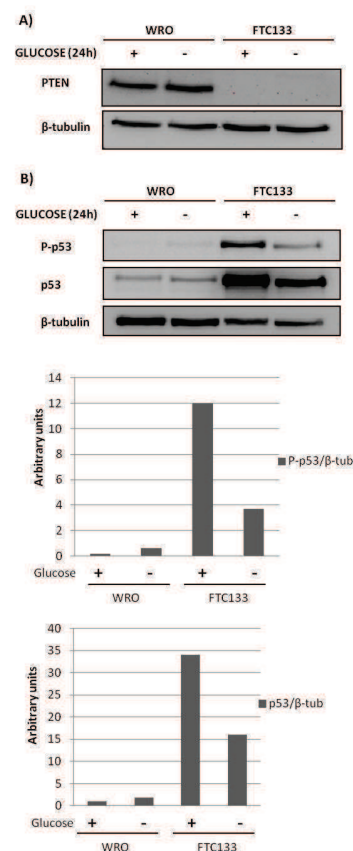 A)
WRO FTC133
GLUCOSE (24h) + - + -
PTEN
β-tubulin
B)
WRO FTC133
GLUCOSE (24h) + - + -
P-p53
p53
β-tubulin
14
12
10
8
6
4
2
0
Arbitrary units
P-p53/β-tub
Glucose + - + -
WRO FTC133
40
35
30
25
20
15
10
5
0
Arbitrary units
p53/β-tub
Glucose + - + -
WRO FTC133